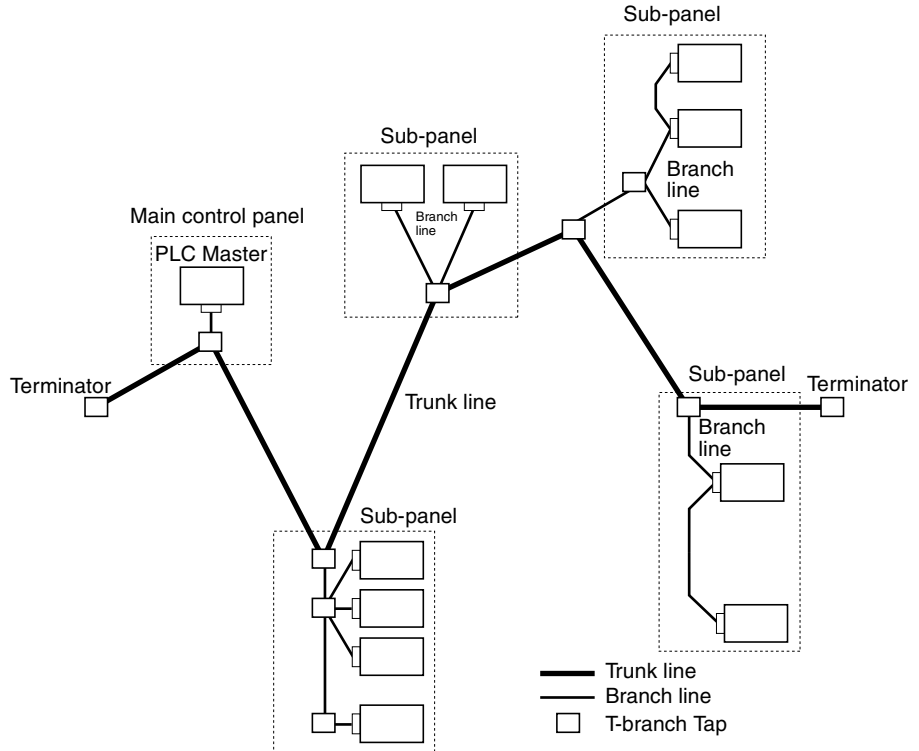 Sub-panel
Sub-panel
Branch
line
Main control panel
PLC Master
Branch
line
Terminator
Trunk line
Sub-panel
Terminator
Branch
line
Sub-panel
Trunk line
Branch line
T-branch Tap